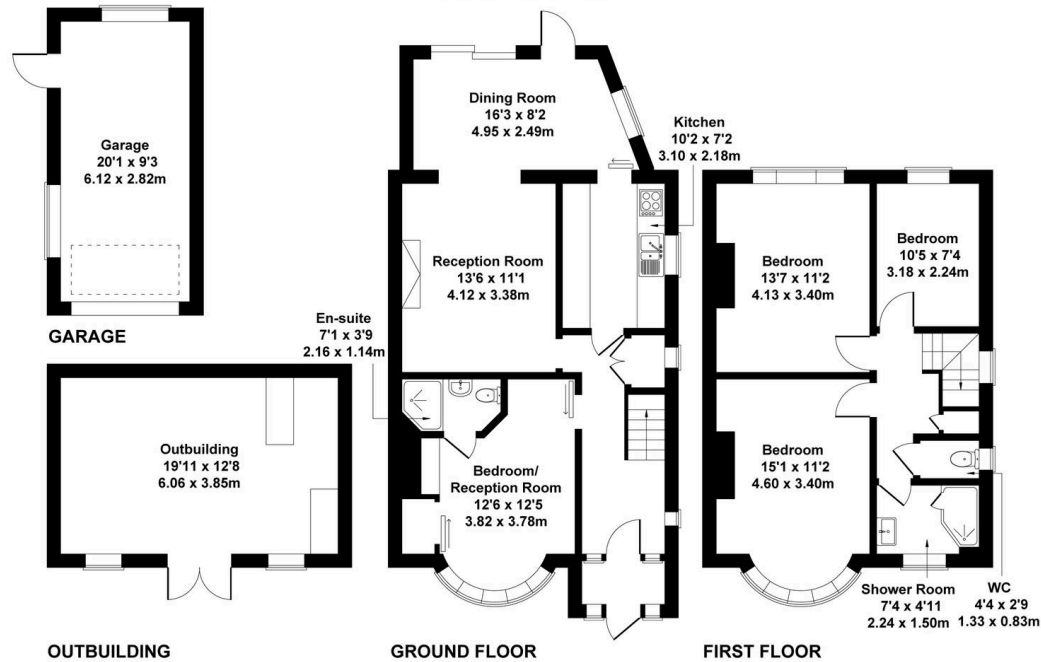 Garage
20'1 x 9'3
6.12 x 2.82m
GARAGE
Outbuilding
19'11 x 12'8
6.06 x 3.85m
OUTBUILDING
Dining Room
16'3 x 8'2
4.95 x 2.49m
Kitchen
10'2 x 7'2
3.10 x 2.18m
Reception Room
13'6 x 11'1
4.12 x 3.38m
En-suite
7'1 x 3'9
2.16 x 1.14m
Bedroom/
Reception Room
12'6 x 12'5
3.82 x 3.78m
GROUND FLOOR
Bedroom
13'7 x 11'2
4.13 x 3.40m
Bedroom
10'5 x 7'4
3.18 x 2.24m
Bedroom
15'1 x 11'2
4.60 x 3.40m
Shower Room
7'4 x 4'11
2.24 x 1.50m
WC
4'4 x 2'9
1.33 x 0.83m
FIRST FLOOR